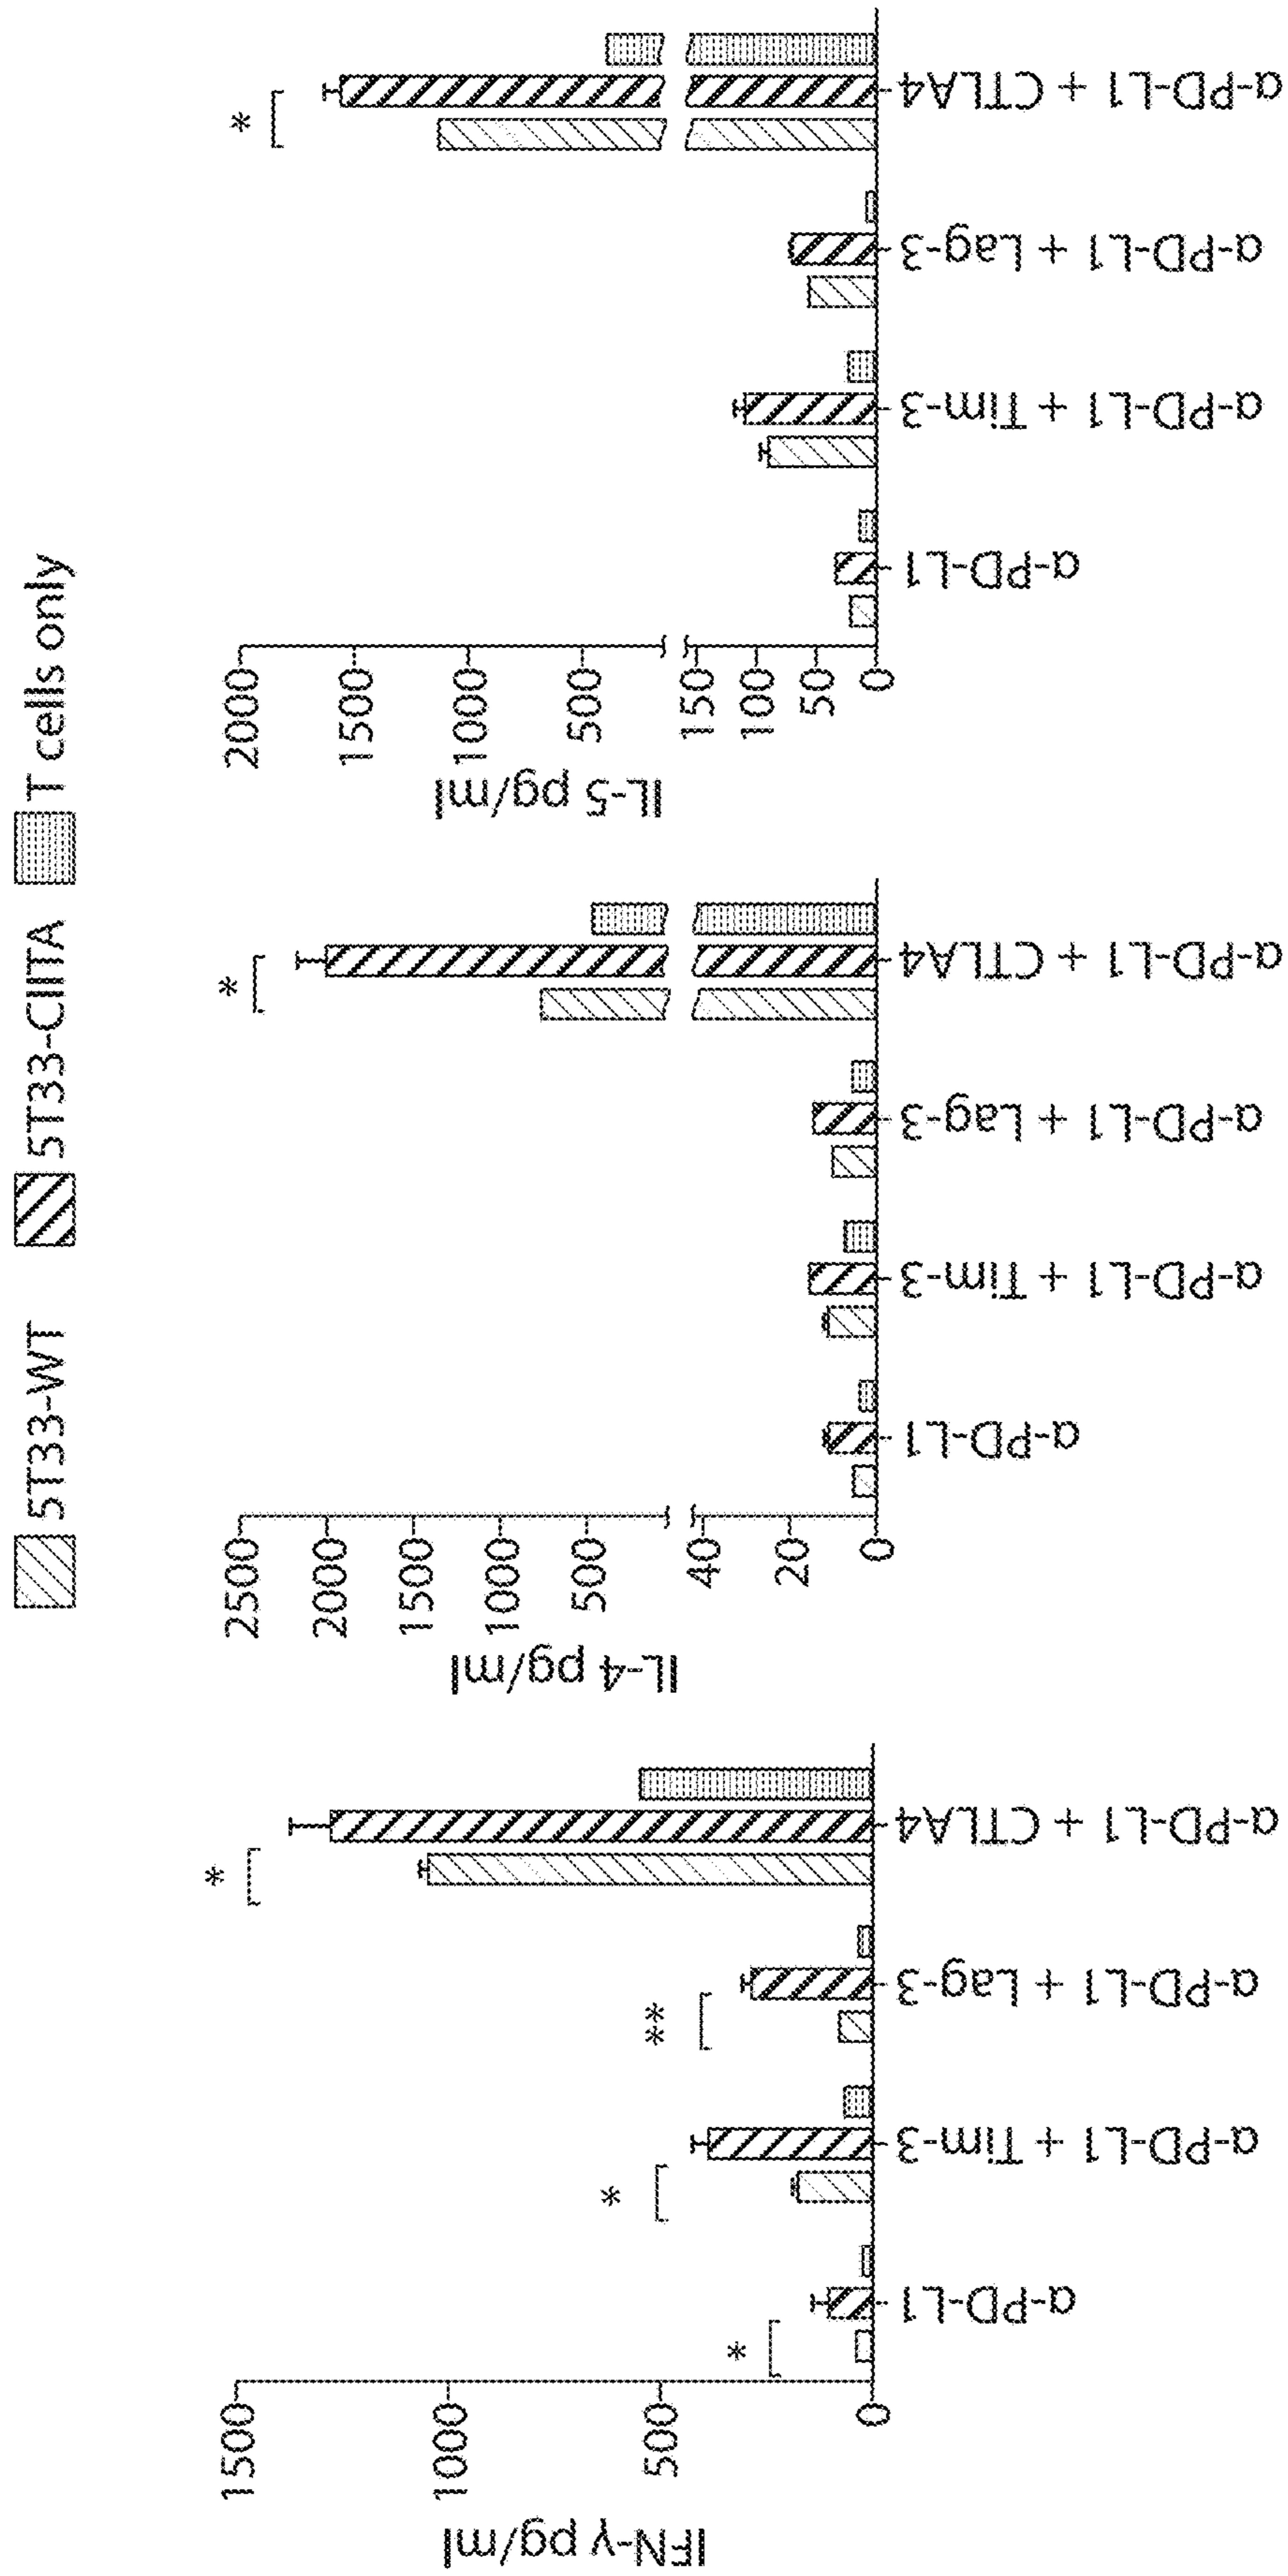 5T33-WT 5T33-CIITA T cells only
IFN-γ pg/ml
1500
1000
500
0
*
*
**
*
α-PD-L1
α-PD-L1 + Tim-3
α-PD-L1 + Lag-3
α-PD-L1 + CTLA4
IL-4 pg/ml
2500
2000
1500
1000
500
40
20
0
*
α-PD-L1
α-PD-L1 + Tim-3
α-PD-L1 + Lag-3
α-PD-L1 + CTLA4
IL-5 pg/ml
2000
1500
1000
500
150
100
50
0
*
α-PD-L1
α-PD-L1 + Tim-3
α-PD-L1 + Lag-3
α-PD-L1 + CTLA4